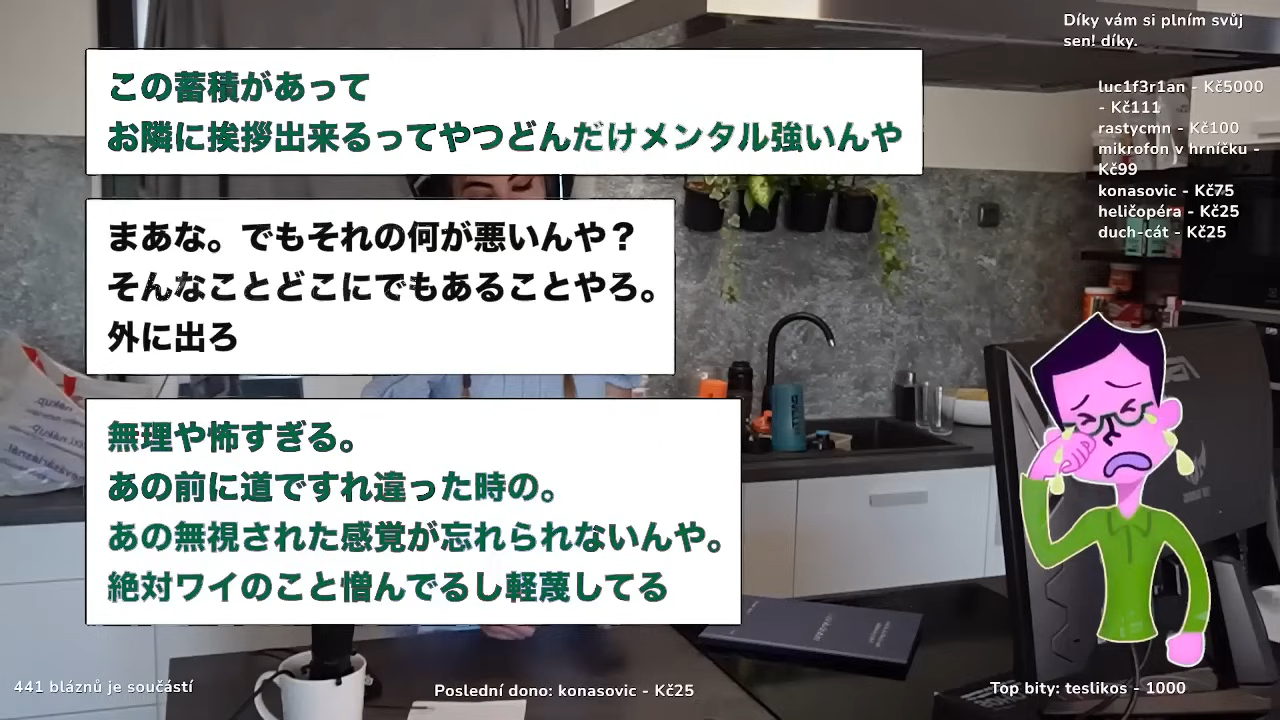 Díky vám si plním svůj
sen! díky.
luc1f3r1an - Kč5000
- Kč111
rastycmn - Kč100
mikrofon v hrníčku -
Kč99
konasovic - Kč75
heličopéra - Kč25
duch-cát - Kč25
この蓄積があって
お隣に挨拶出来るってやつどんだけメンタル強いんや
まあな。でもそれの何が悪いんや？
そんなことどこにでもあることやろ。
外に出ろ
無理や怖すぎる。
あの前に道ですれ違った時の。
あの無視された感覚が忘れられないんや。
絶対ワイのこと憎んでるし軽蔑してる
441 bláznů je součástí
Poslední dono: konasovic - Kč25
Top bity: teslikos - 1000